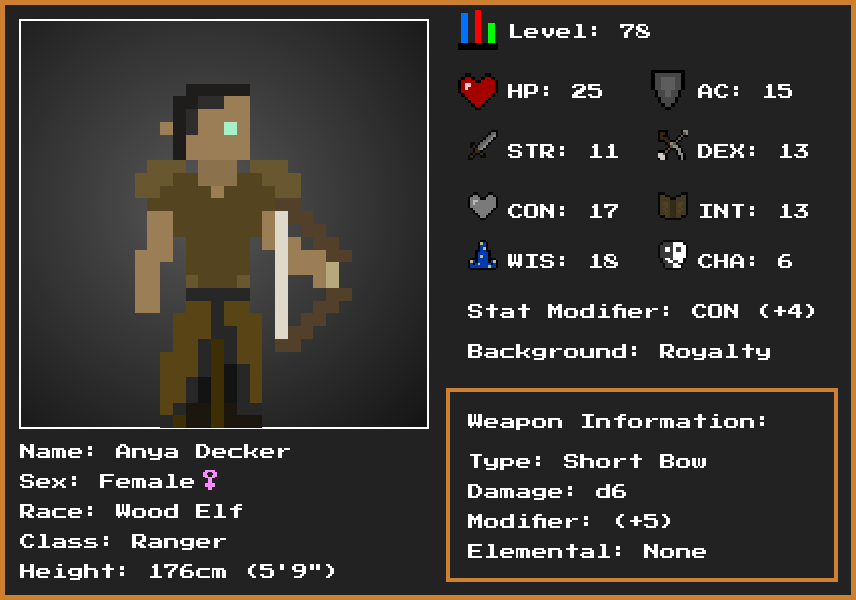 Level: 78
HP: 25 AC: 15
STR: 11 DEX: 13
CON: 17 INT: 13
WIS: 18 CHA: 6
Stat Modifier: CON (+4)
Background: Royalty
Weapon Information:
Type: Short Bow
Damage: d6
Modifier: (+5)
Elemental: None
Name: Anya Decker
Sex: Female♀
Race: Wood Elf
Class: Ranger
Height: 176cm (5'9")